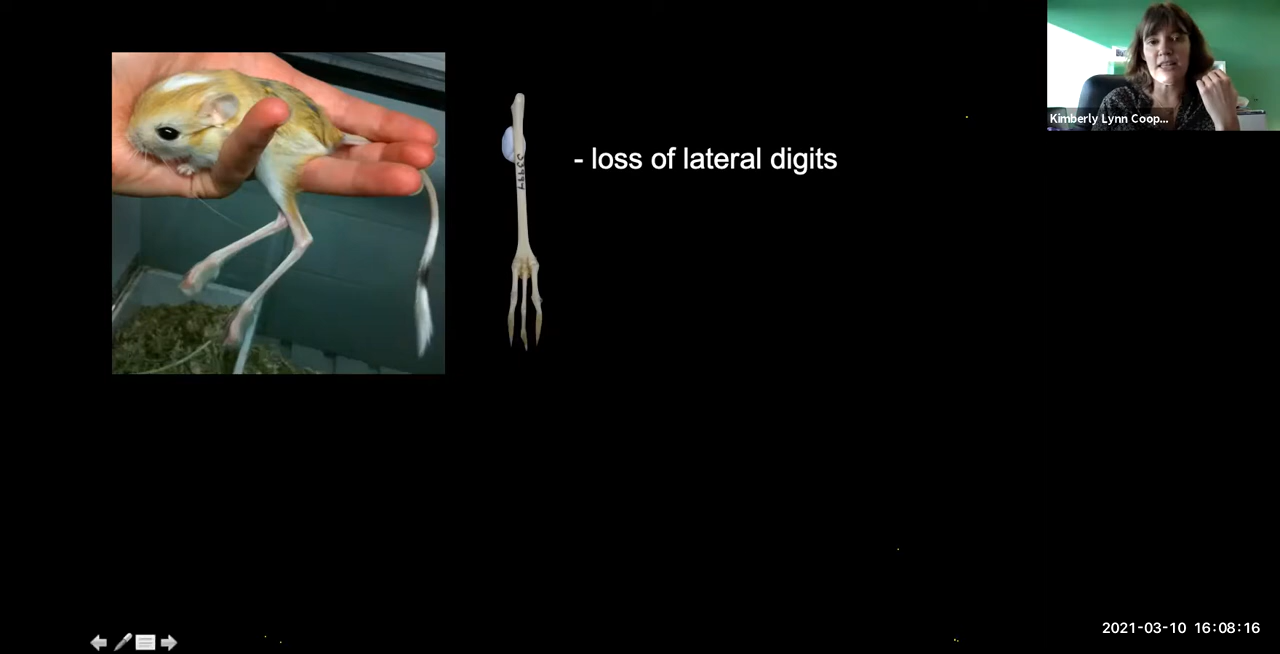 Kimberly Lynn Coop...
- loss of lateral digits
2021-03-10 16:08:16